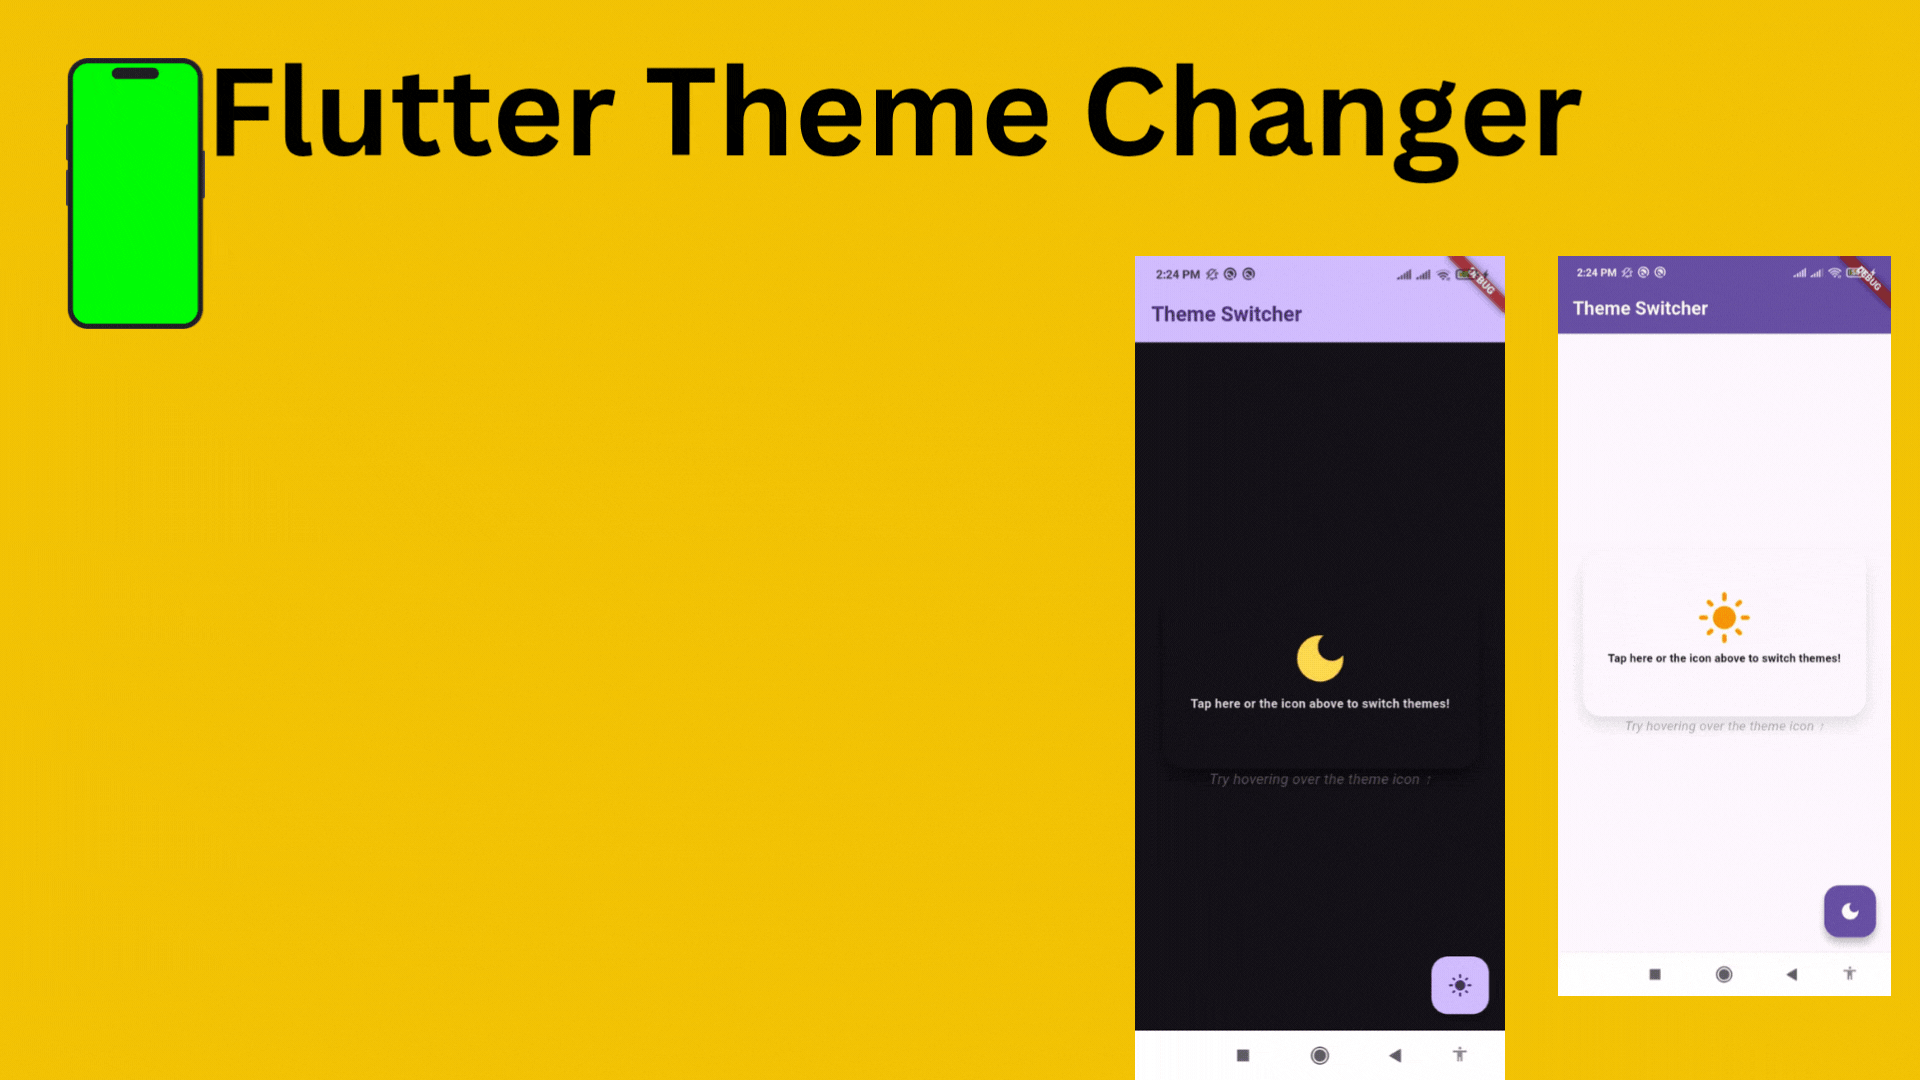 Flutter Theme Changer
2:24 PM
DEBUG
Theme Switcher
Tap here or the icon above to switch themes!
Try hovering over the theme icon ↑
2:24 PM
DEBUG
Theme Switcher
Tap here or the icon above to switch themes!
Try hovering over the theme icon ↑